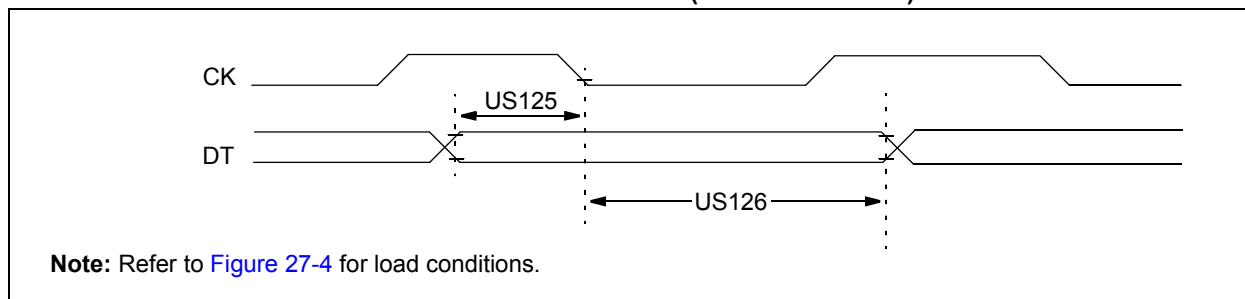 CK
US125
DT
US126
Note: Refer to Figure 27-4 for load conditions.